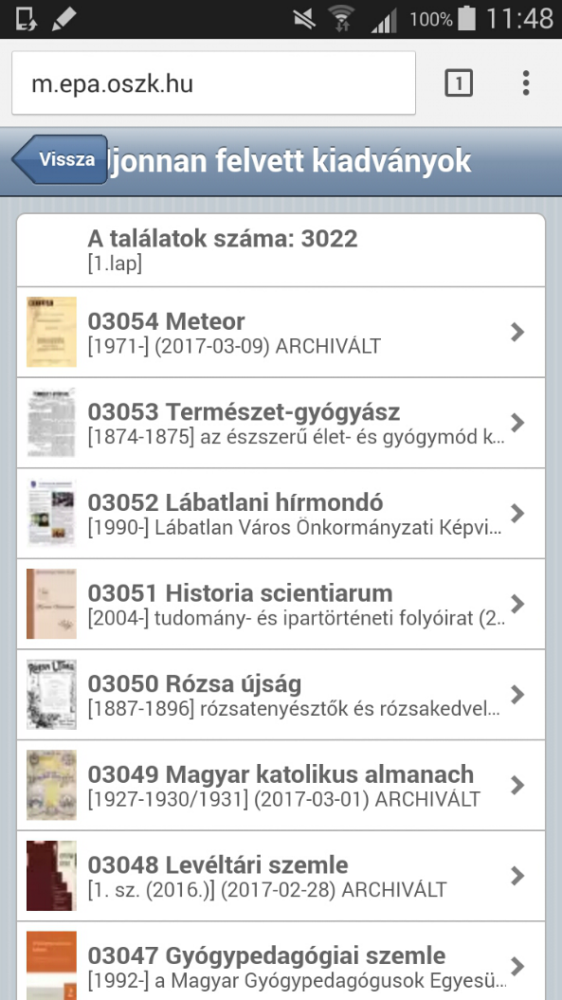 100% 11:48
m.epa.oszk.hu 1
Vissza jonnan felvett kiadványok
A találatok száma: 3022
[1.lap]
03054 Meteor
[1971-] (2017-03-09) ARCHIVÁLT
03053 Természet-gyógyász
[1874-1875] az észszerű élet- és gyógymód k...
03052 Lábatlani hírmondó
[1990-] Lábatlan Város Önkormányzati Képvi...
03051 Historia scientiarum
[2004-] tudomány- és ipartörténeti folyóirat (2..
03050 Rózsa újság
[1887-1896] rózsatenyésztők és rózsakedvel...
03049 Magyar katolikus almanach
[1927-1930/1931] (2017-03-01) ARCHIVÁLT
03048 Levéltári szemle
[1. sz. (2016.)] (2017-02-28) ARCHIVÁLT
03047 Gyógypedagógiai szemle
[1992-] a Magyar Gyógypedagógusok Egyesü...